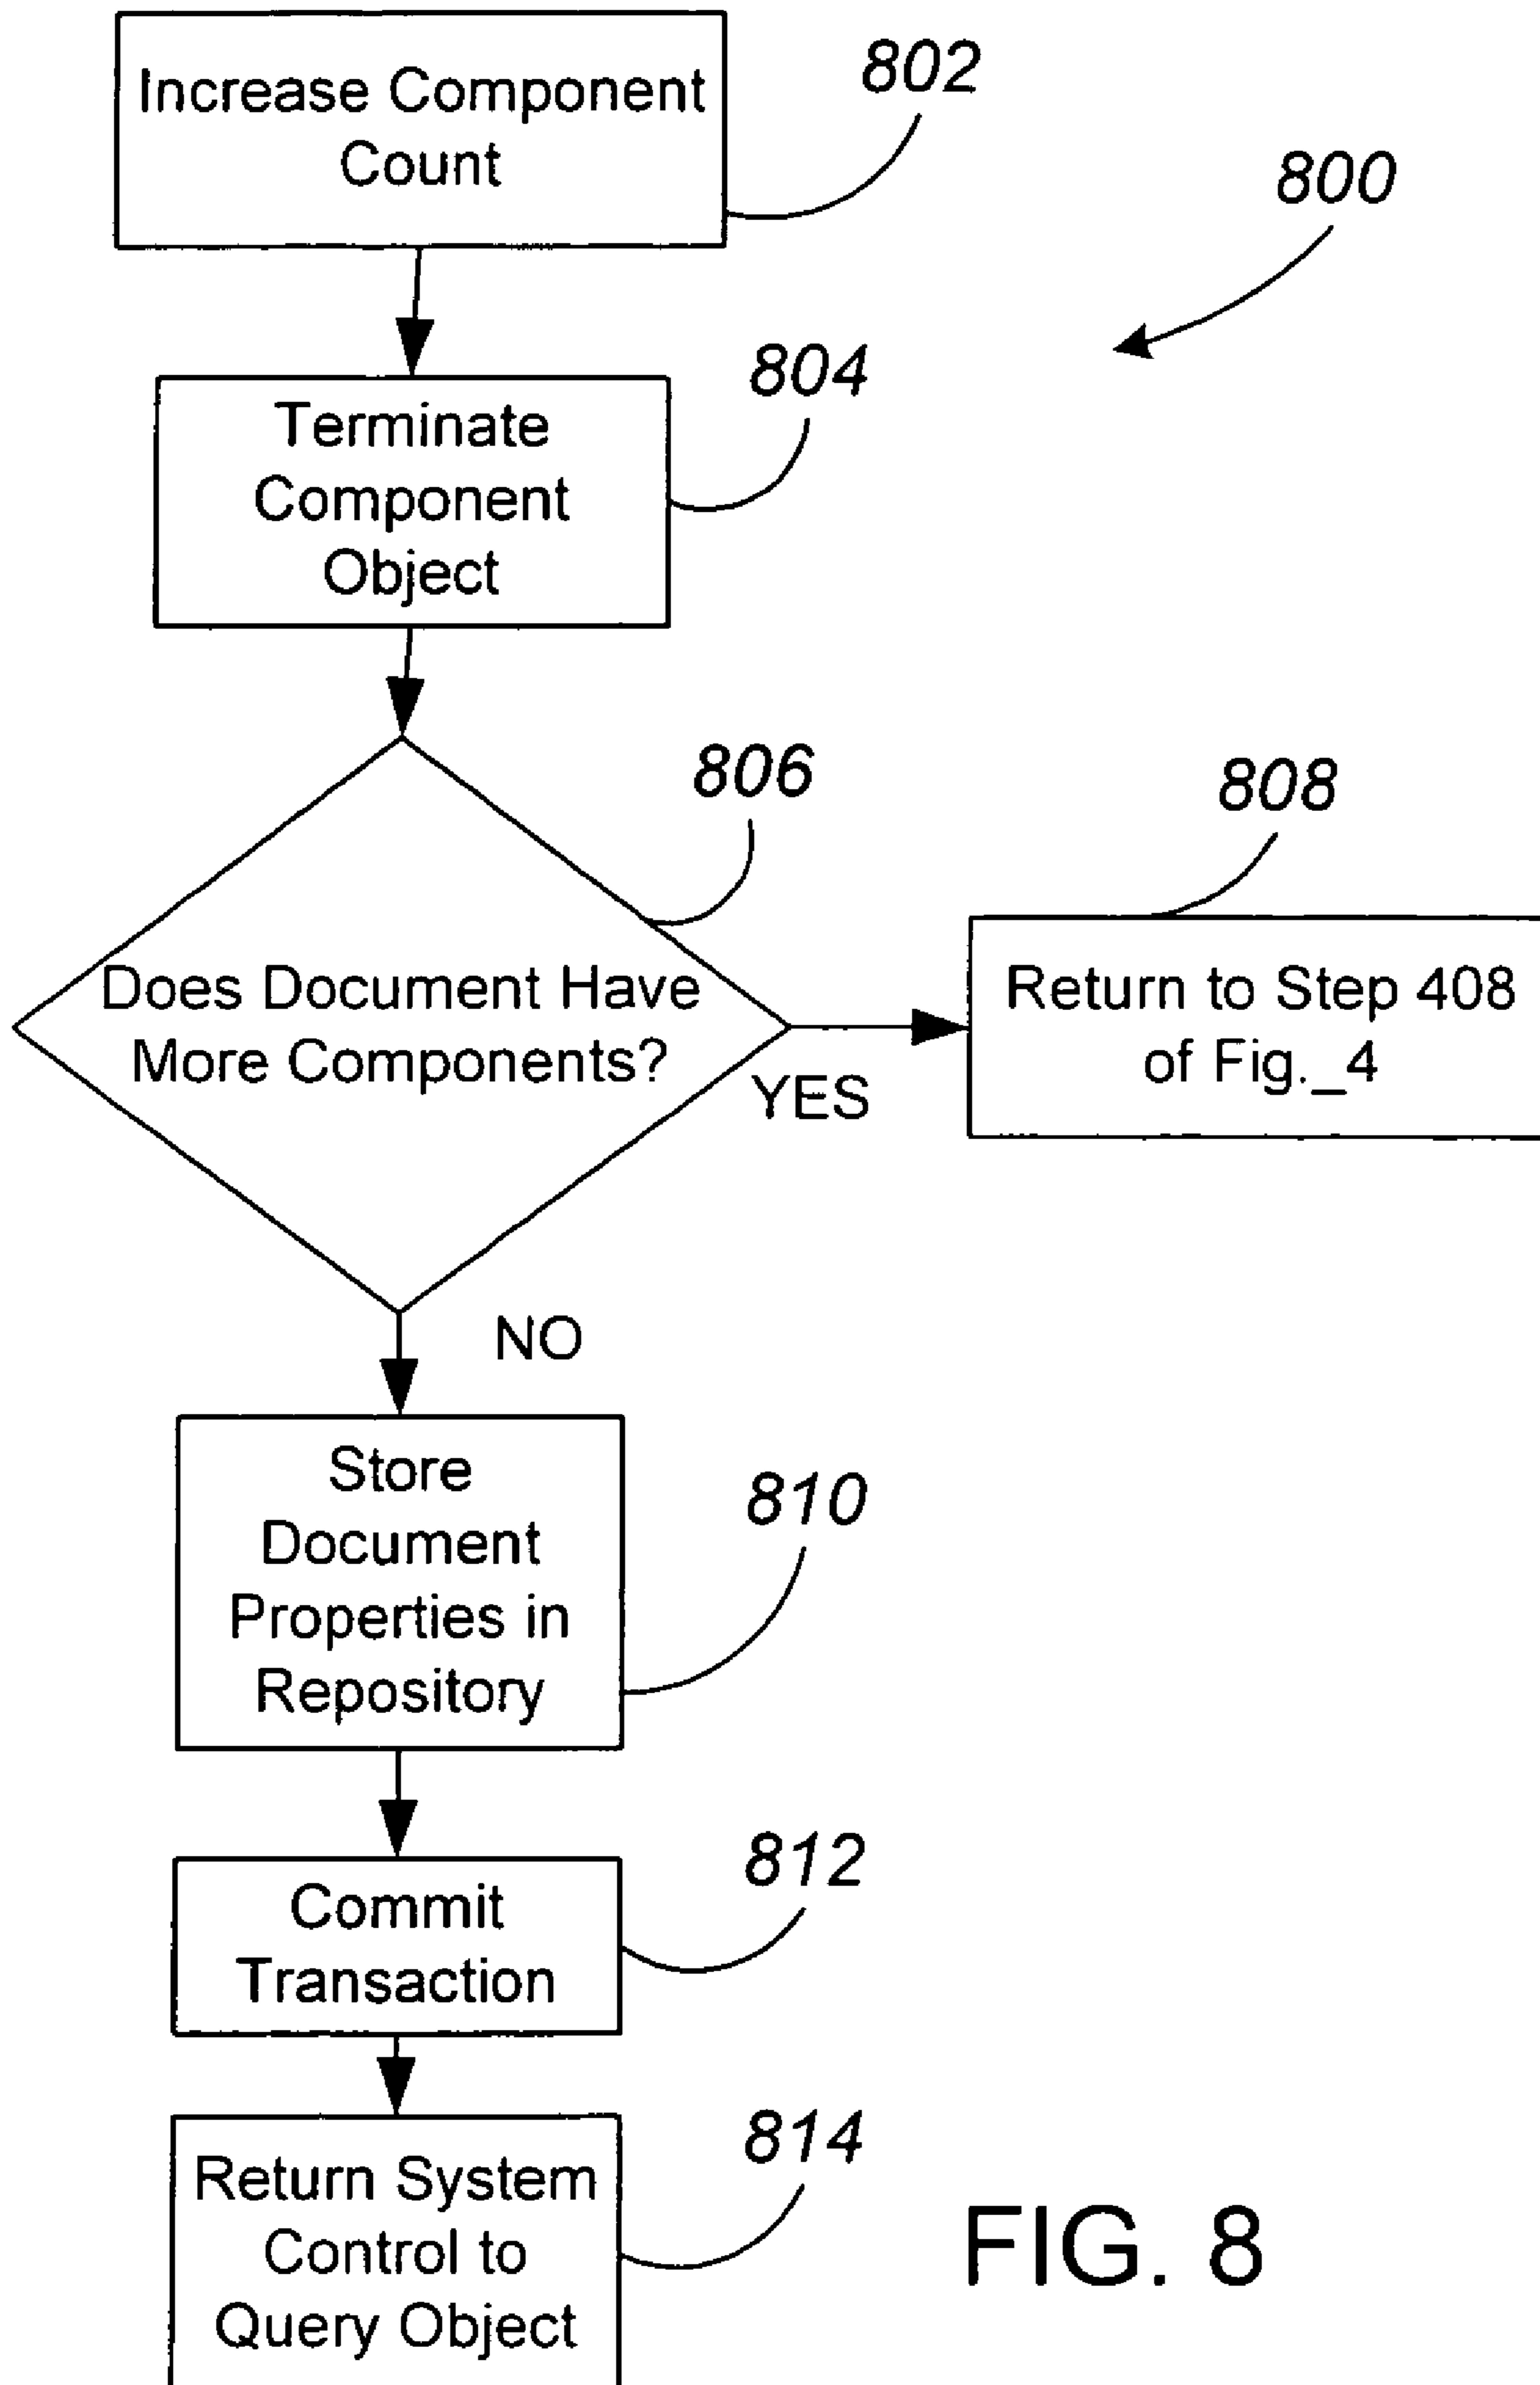 Increase Component
Count
802
800
Terminate
Component
Object
804
806
808
Does Document Have
More Components?
YES
Return to Step 408
of Fig._4
NO
Store
Document
Properties in
Repository
810
Commit
Transaction
812
Return System
Control to
Query Object
814
FIG. 8